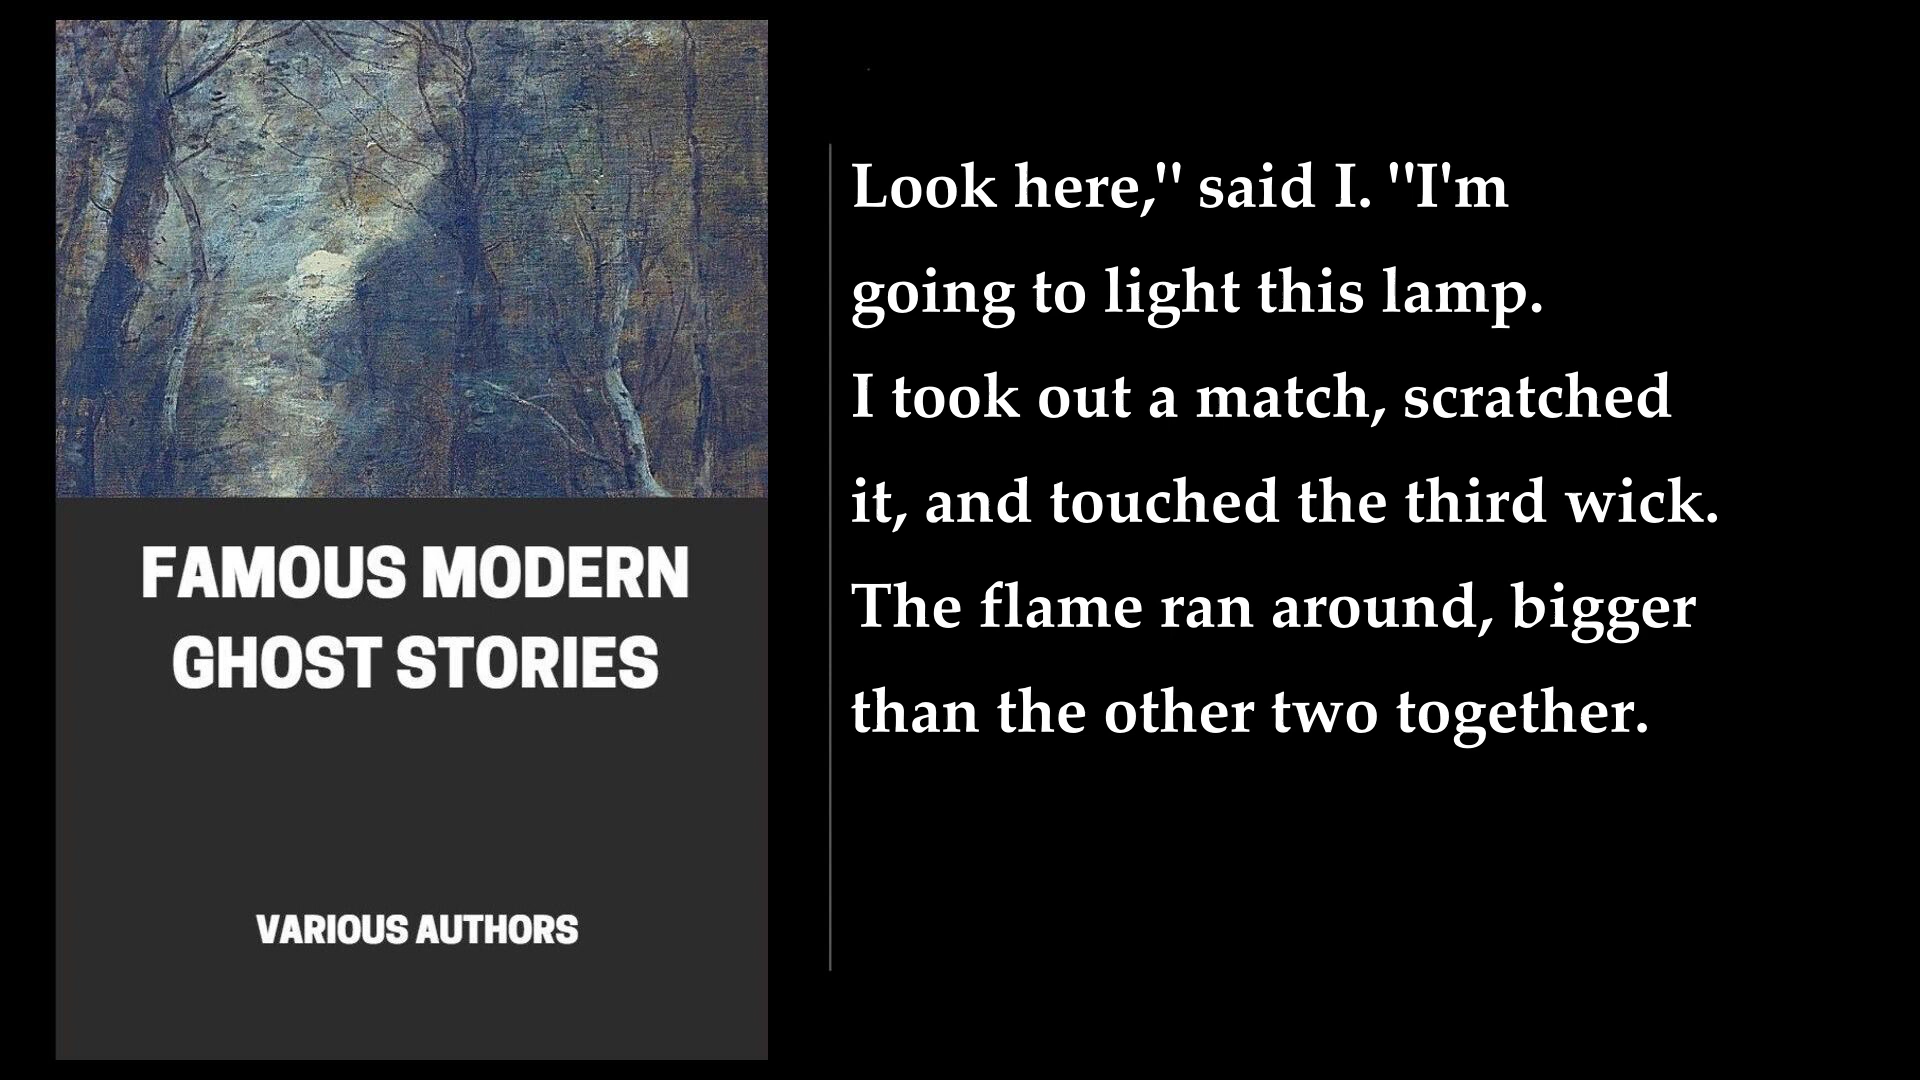 FAMOUS MODERN
GHOST STORIES
VARIOUS AUTHORS
Look here," said I. "I'm
going to light this lamp.
I took out a match, scratched
it, and touched the third wick.
The flame ran around, bigger
than the other two together.